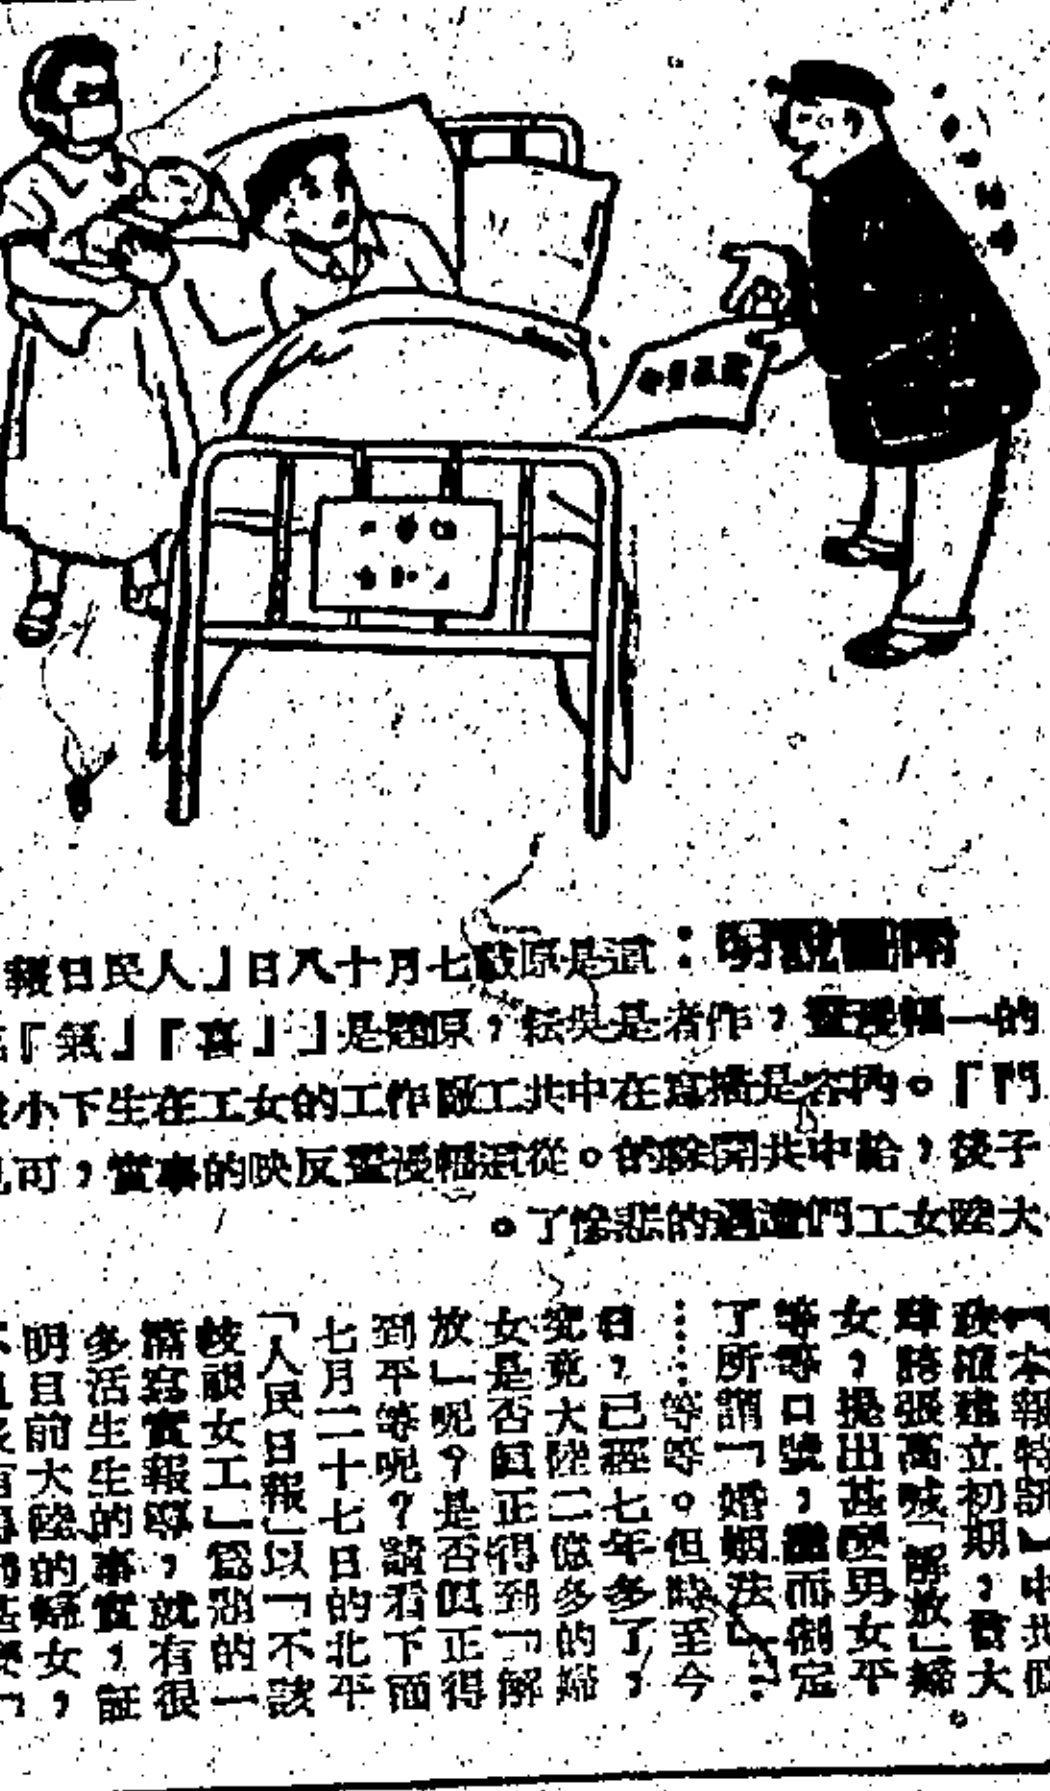 附圖說明：這是原載七月十八日「人民日報
的一幅漫畫，作者是吳耘，原題是「「喜」『氣』
門「。內容是描寫在中共工廠作工的女工在生下小
子後，給中共開除的。從這幅漫畫反映的事實，可
大陸女工們遭遇的悲慘了。
【本報特訊】中共偽
政權建立初期，曾大
肆誇張高喊「解放」婦
女，提出甚麼男女平
等等口號，繼而制定
了所謂「婚姻法」，
……等等。但時至今
日，已經七年多了，
究竟大陸二億多的婦
女是否真正得到「解
放」呢？是否真正得
到平等呢？請看下面
七月二十七日的北平
「人民日報」以「不該
歧視女工」為題的一
篇寫實報導，就有很
多活生生的事實，証
明目前大陸的婦女，